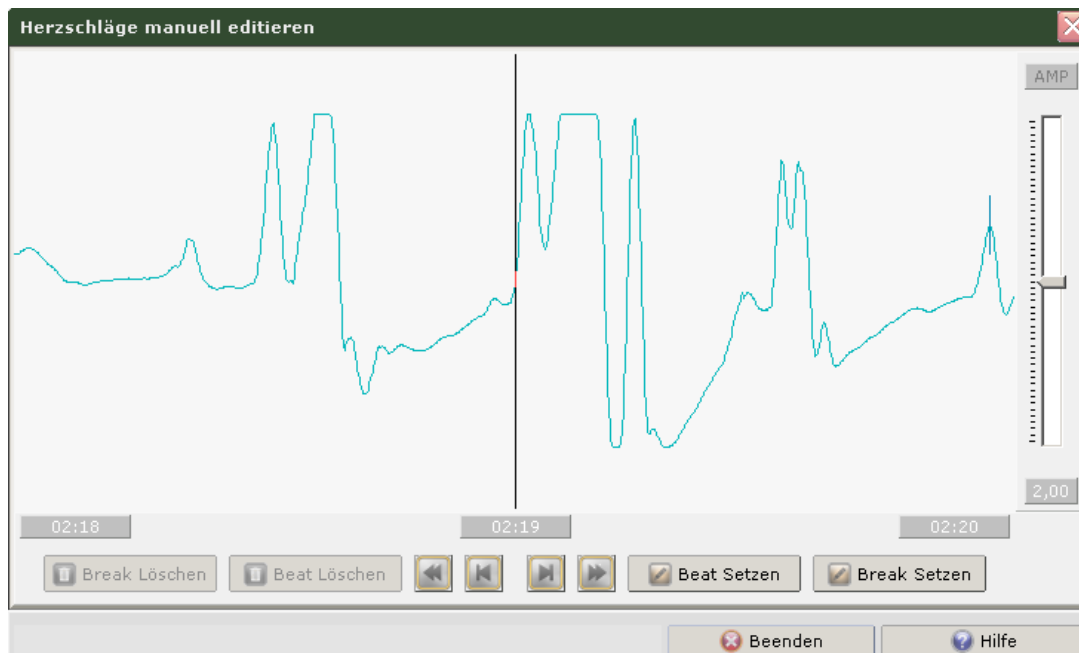 Herzschläge manuell editieren
AMP
2,00
02:18 02:19 02:20
Break Löschen Beat Löschen Beat Setzen Break Setzen
Beenden Hilfe